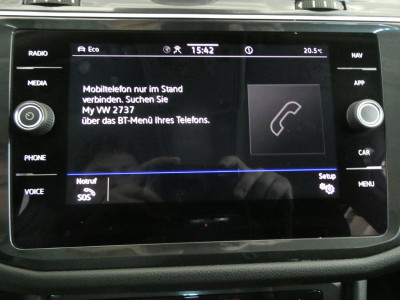 Eco 15:42 20.5°C
RADIO
MEDIA
PHONE
VOICE
Mobiltelefon nur im Stand
verbinden. Suchen Sie
My VW 2737
über das BT-Menü Ihres Telefons.
Notruf
SOS
Setup
NAV
APP
CAR
MENU